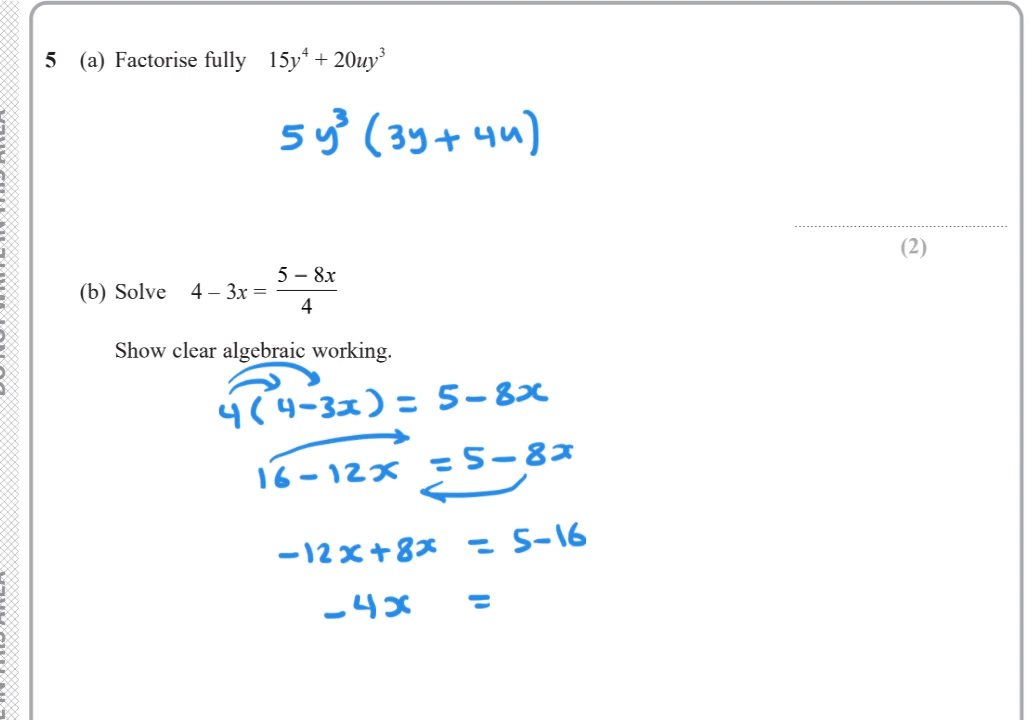 5 (a) Factorise fully 15y⁴ + 20uy³
5y³ (3y + 4u)
(2)
(b) Solve 4 – 3x = (5 – 8x)/4
Show clear algebraic working.
4(4-3x) = 5-8x
16-12x = 5-8x
-12x+8x = 5-16
-4x =